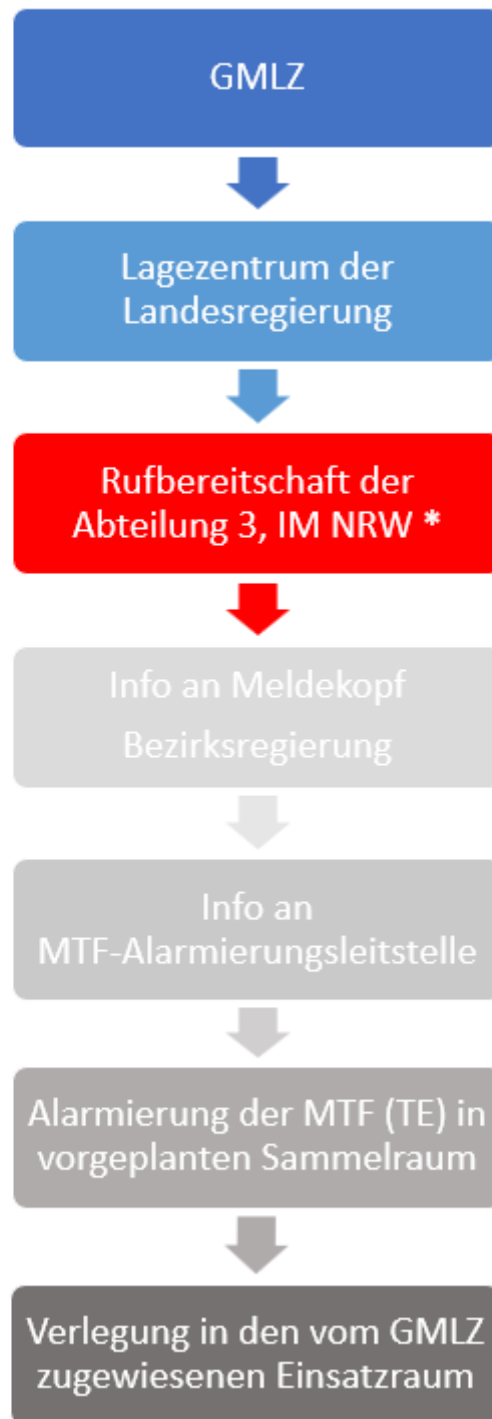 GMLZ
Lagezentrum der
Landesregierung
Rufbereitschaft der
Abteilung 3, IM NRW *
Info an Meldekopf
Bezirksregierung
Info an
MTF-Alarmierungsleitstelle
Alarmierung der MTF (TE) in
vorgeplanten Sammelraum
Verlegung in den vom GMLZ
zugewiesenen Einsatzraum